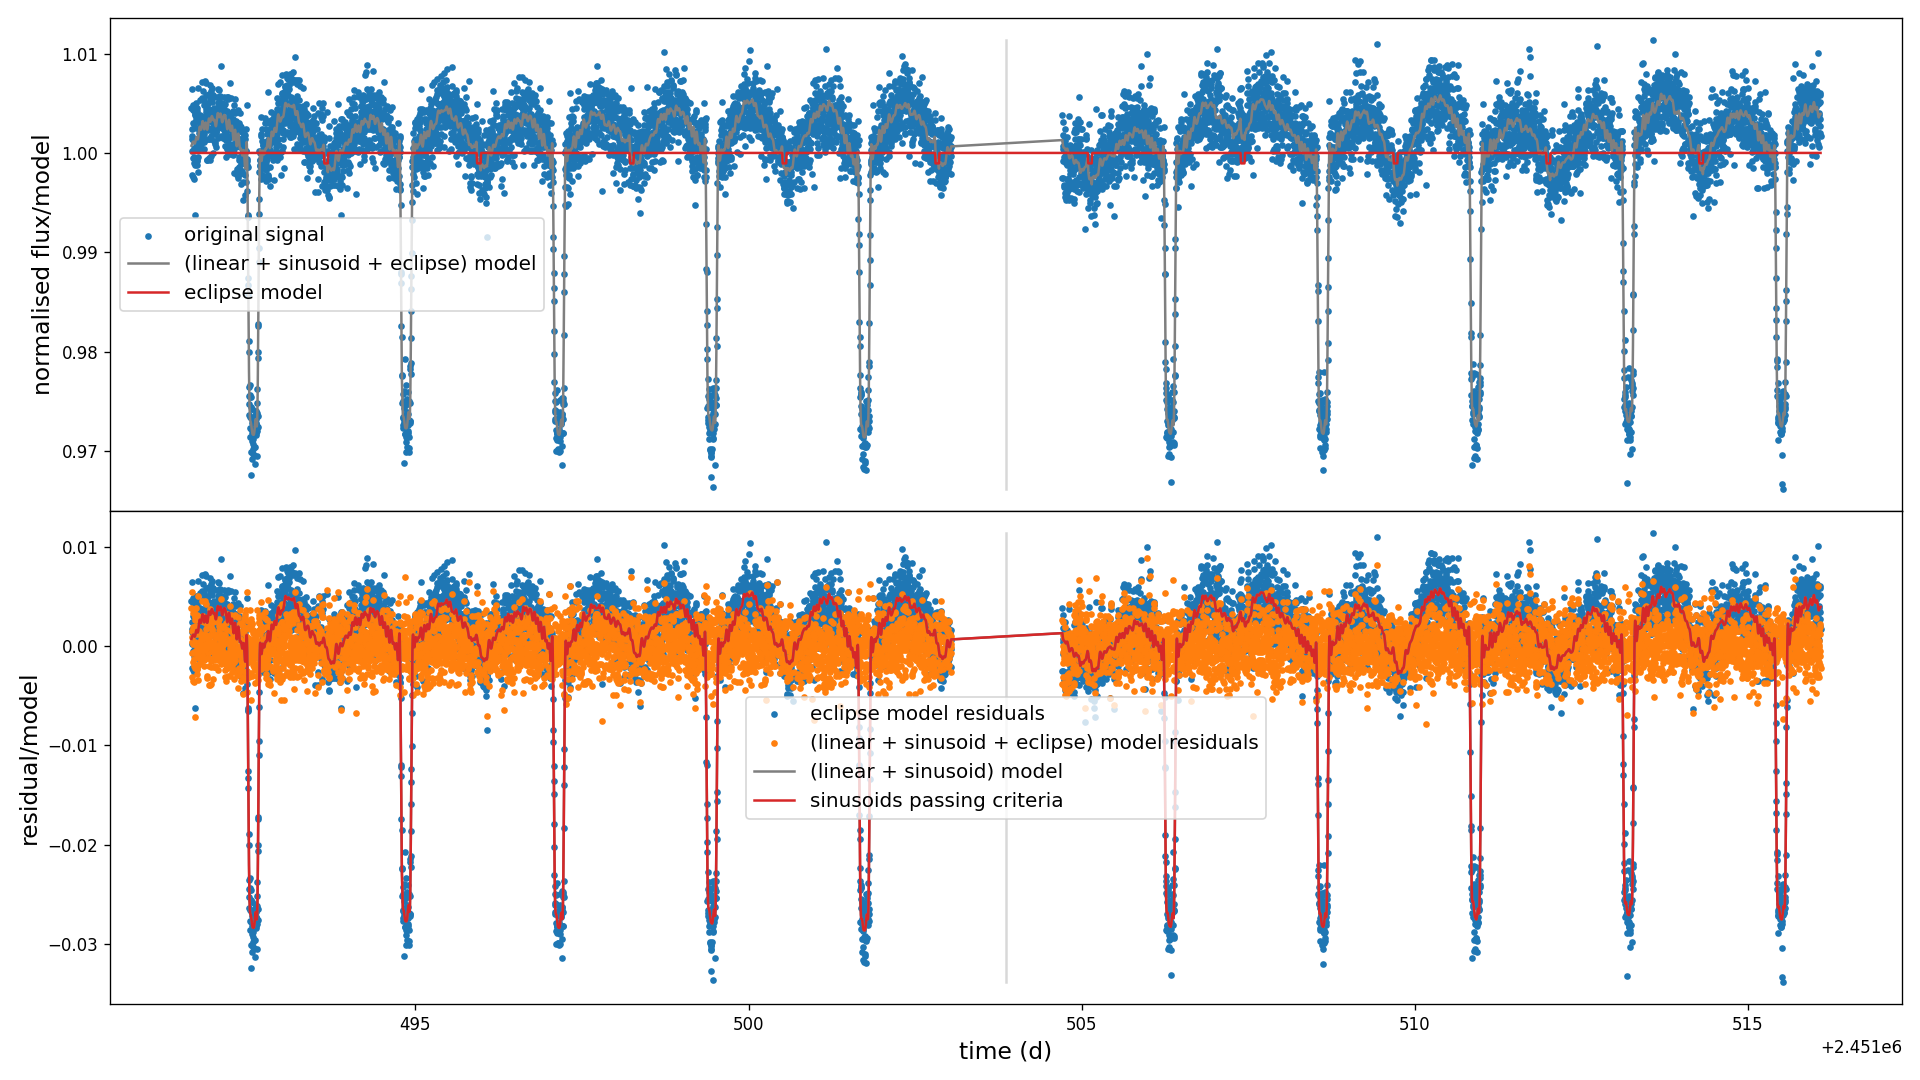 1.01
1.00
0.99
0.98
0.97
normalised flux/model
original signal
(linear + sinusoid + eclipse) model
eclipse model
0.01
0.00
−0.01
−0.02
−0.03
residual/model
eclipse model residuals
(linear + sinusoid + eclipse) model residuals
(linear + sinusoid) model
sinusoids passing criteria
495
500
505
510
515
time (d)
+2.451e6